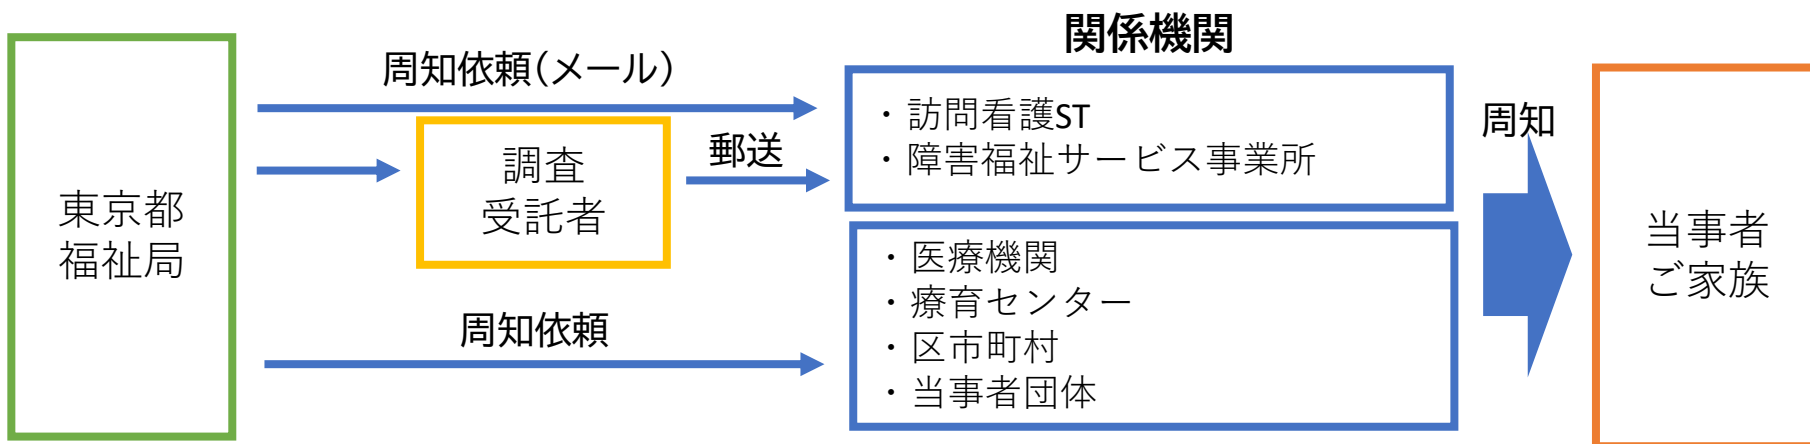 関係機関
周知依頼(メール)
・訪問看護ST
・障害福祉サービス事業所
周知
調査
受託者
郵送
東京都
福祉局
当事者
ご家族
・医療機関
・療育センター
・区市町村
・当事者団体
周知依頼